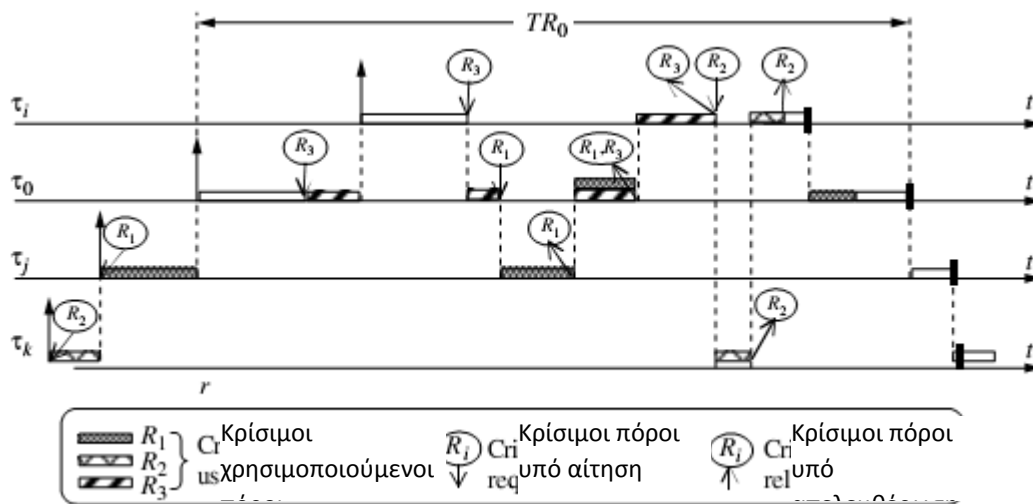 TR₀
R₃ R₃ R₂ R₂
τᵢ t
R₃ R₁ R₁,R₃
τ₀ t
R₁ R₁
τⱼ t
R₂ R₂
τₖ t
r
R₁ Cr Κρίσιμοι Rᵢ Cri Κρίσιμοι πόροι Rᵢ Cri Κρίσιμοι πόροι
R₂ us χρησιμοποιούμενοι req υπό αίτηση rel υπό
R₃